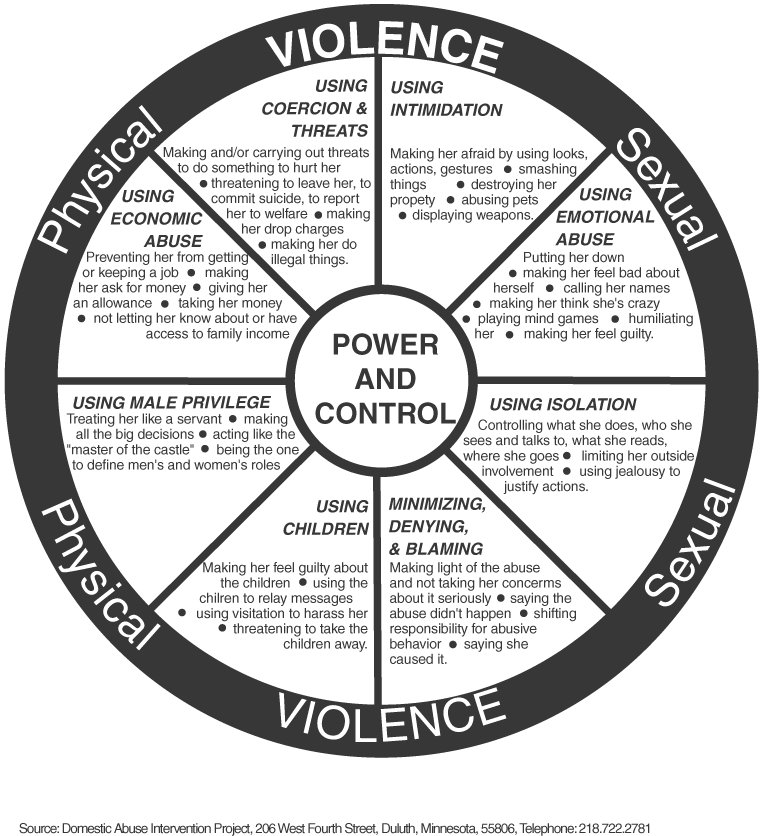 VIOLENCE
Physical
Sexual
USING
COERCION &
THREATS
Making and/or carrying out threats
to do something to hurt her
● threatening to leave her, to
commit suicide, to report
her to welfare ● making
her drop charges
● making her do
illegal things.
USING
INTIMIDATION
Making her afraid by using looks,
actions, gestures ● smashing
things ● destroying her
propety ● abusing pets
● displaying weapons.
USING
ECONOMIC
ABUSE
Preventing her from getting
or keeping a job ● making
her ask for money ● giving her
an allowance ● taking her money
● not letting her know about or have
access to family income
USING
EMOTIONAL
ABUSE
Putting her down
● making her feel bad about
herself ● calling her names
● making her think she's crazy
● playing mind games ● humiliating
her ● making her feel guilty.
POWER
AND
CONTROL
USING MALE PRIVILEGE
Treating her like a servant ● making
all the big decisions ● acting like the
"master of the castle" ● being the one
to define men's and women's roles
USING ISOLATION
Controlling what she does, who she
sees and talks to, what she reads,
where she goes ● limiting her outside
involvement ● using jealousy to
justify actions.
USING
CHILDREN
Making her feel guilty about
the children ● using the
chilren to relay messages
● using visitation to harass her
● threatening to take the
children away.
MINIMIZING,
DENYING,
& BLAMING
Making light of the abuse
and not taking her concerns
about it seriously ● saying the
abuse didn't happen ● shifting
responsibility for abusive
behavior ● saying she
caused it.
Physical
Sexual
VIOLENCE
Source: Domestic Abuse Intervention Project, 206 West Fourth Street, Duluth, Minnesota, 55806, Telephone: 218.722.2781